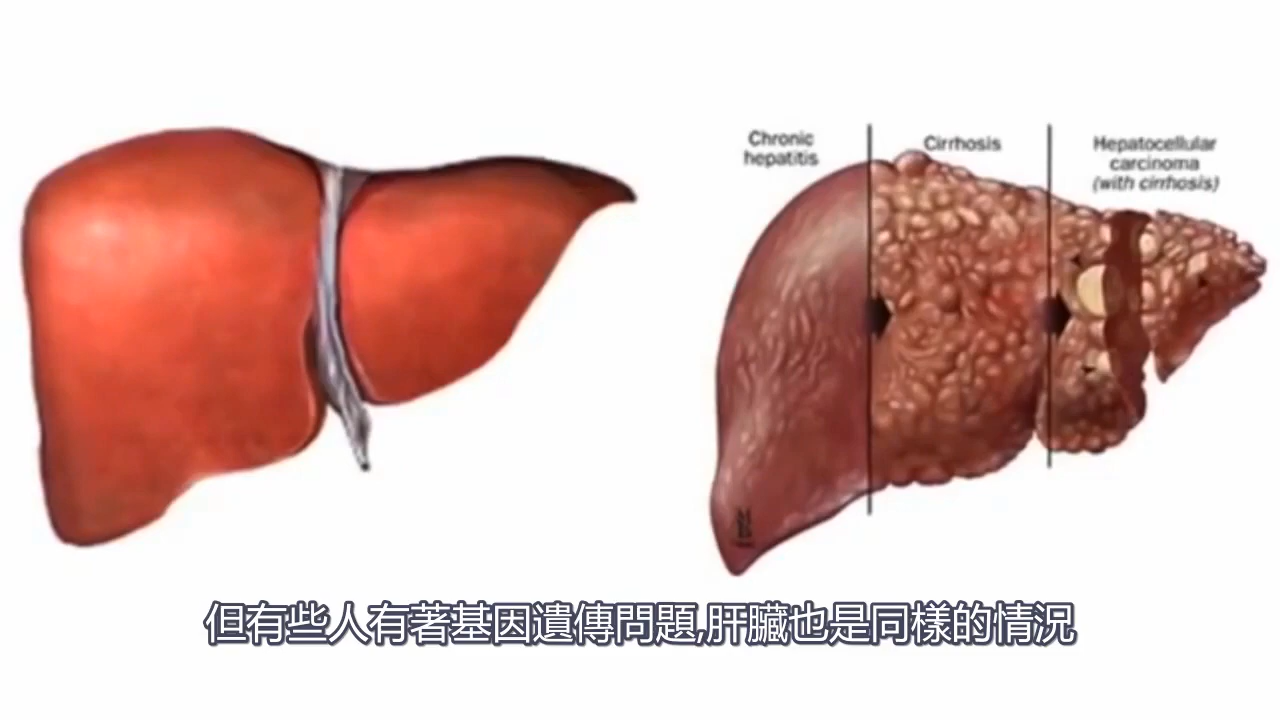 Chronic
hepatitis
Cirrhosis
Hepatocellular
carcinoma
(with cirrhosis)
但有些人有著基因遺傳問題,肝臟也是同樣的情況